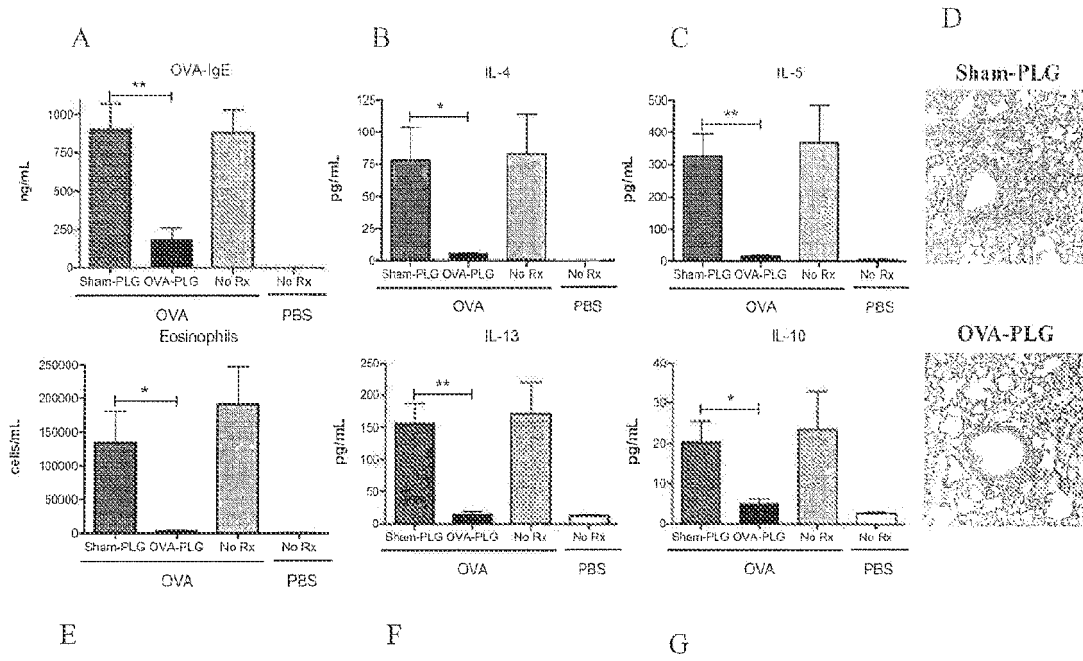 A
OVA-IgE
**
1000
750
500
250
0
ng/mL
Sham-PLG OVA-PLG No Rx No Rx
OVA PBS
B
IL-4
*
125
100
75
50
25
0
pg/mL
Sham-PLG OVA-PLG No Rx No Rx
OVA PBS
C
IL-5
**
500
400
300
200
100
0
pg/mL
Sham-PLG OVA-PLG No Rx No Rx
OVA PBS
D
Sham-PLG
OVA-PLG
Eosinophils
*
250000
200000
150000
100000
50000
0
cells/mL
Sham-PLG OVA-PLG No Rx No Rx
OVA PBS
E
IL-13
**
250
200
150
100
50
0
pg/mL
Sham-PLG OVA-PLG No Rx No Rx
OVA PBS
F
IL-10
*
40
30
20
10
0
pg/mL
Sham-PLG OVA-PLG No Rx No Rx
OVA PBS
G